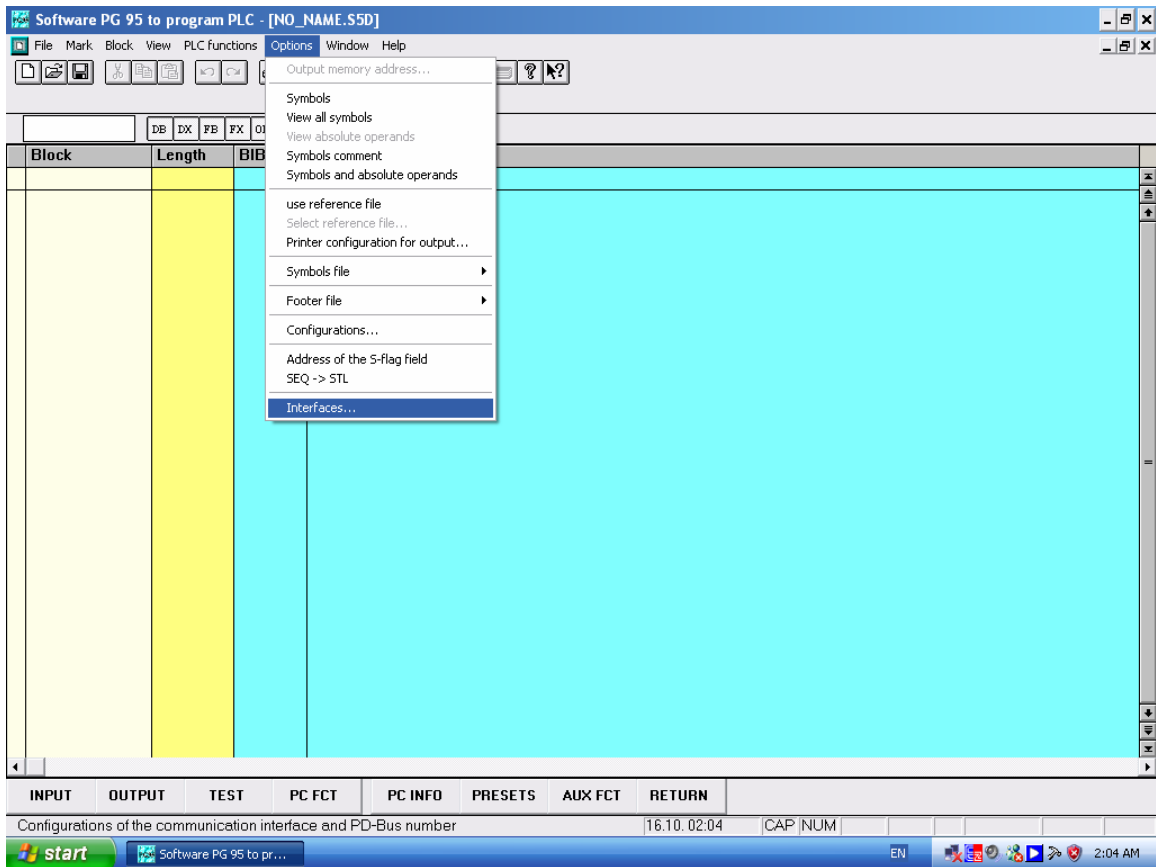 Software PG 95 to program PLC - [NO_NAME.S5D]
File Mark Block View PLC functions Options Window Help
Output memory address...
Symbols
View all symbols
View absolute operands
Symbols comment
Symbols and absolute operands
use reference file
Select reference file...
Printer configuration for output...
Symbols file
Footer file
Configurations...
Address of the S-flag field
SEQ -> STL
Interfaces...
DB DX FB FX
Block Length BIB
INPUT OUTPUT TEST PC FCT PC INFO PRESETS AUX FCT RETURN
Configurations of the communication interface and PD-Bus number 16.10. 02:04 CAP NUM
start Software PG 95 to pr... EN 2:04 AM